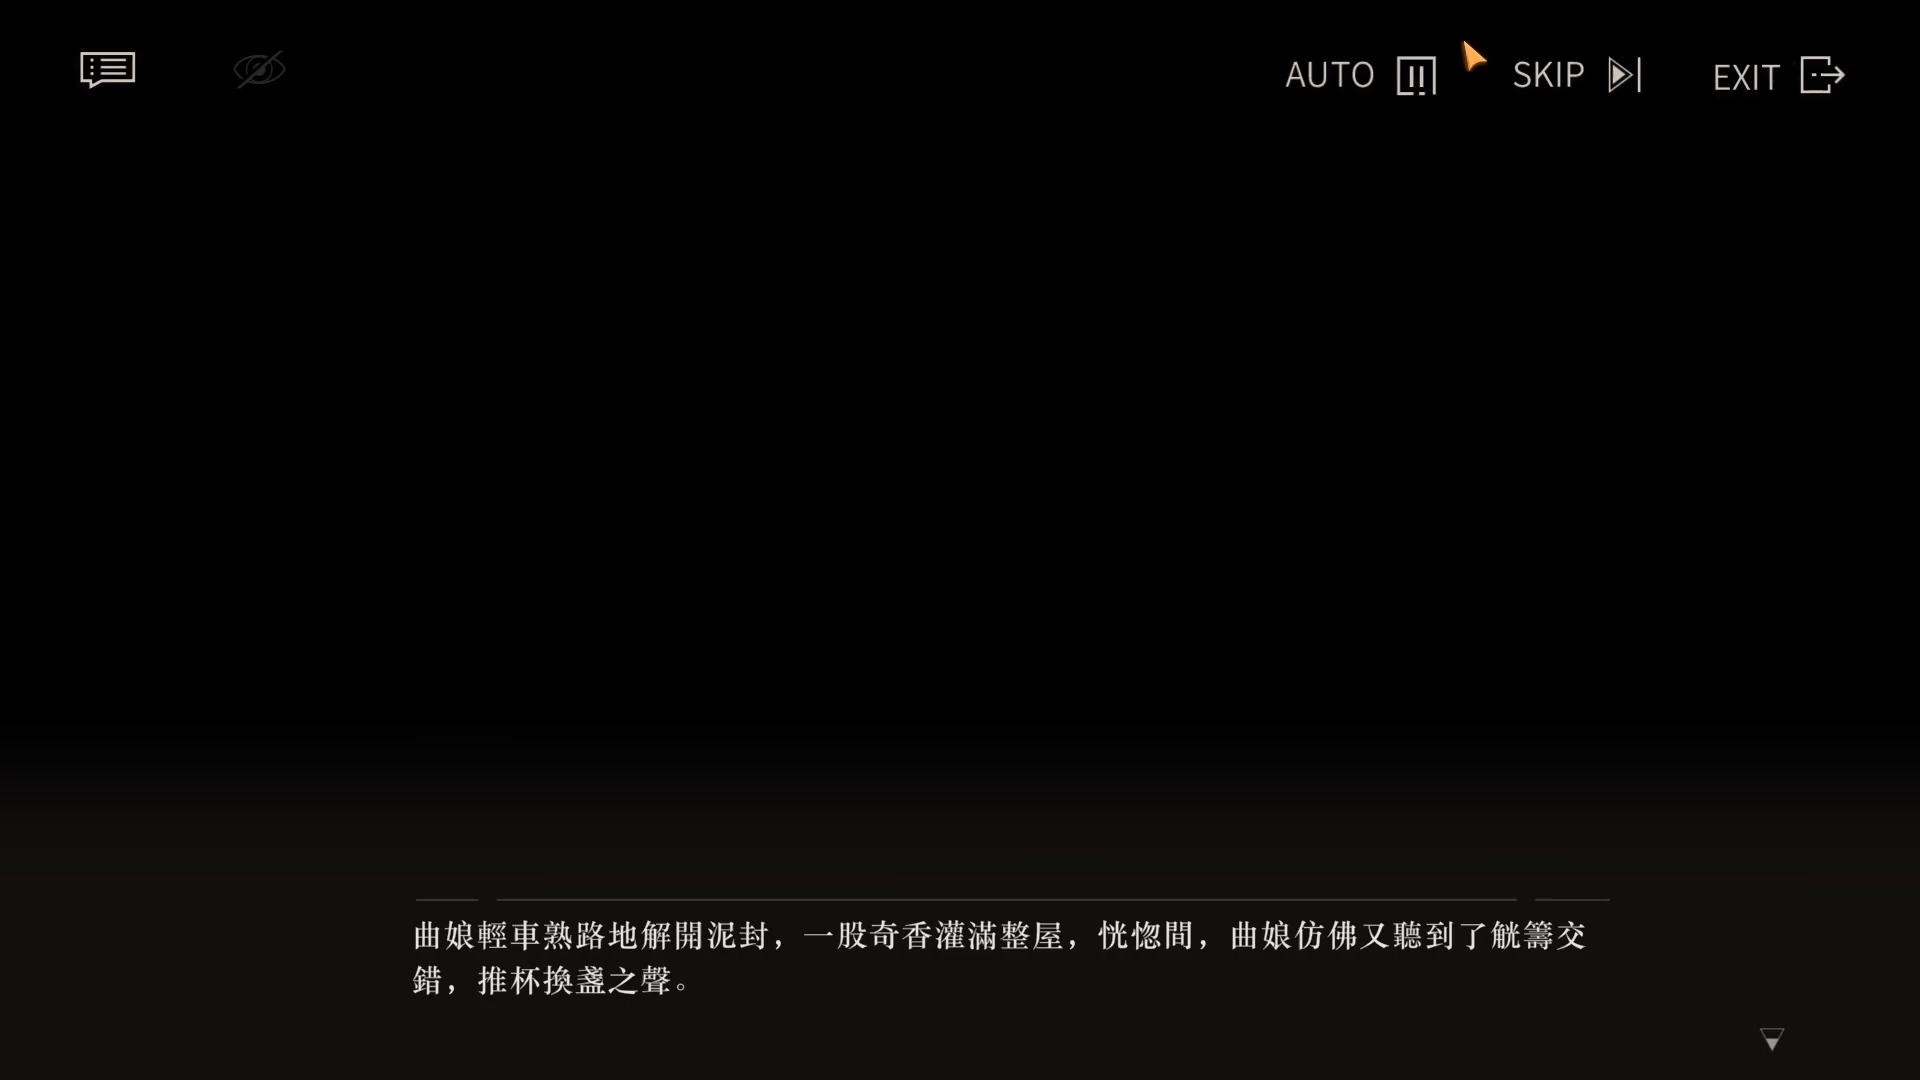 AUTO
SKIP
EXIT
曲娘輕車熟路地解開泥封，一股奇香灌滿整屋，恍惚間，曲娘仿佛又聽到了觥籌交
錯，推杯換盞之聲。